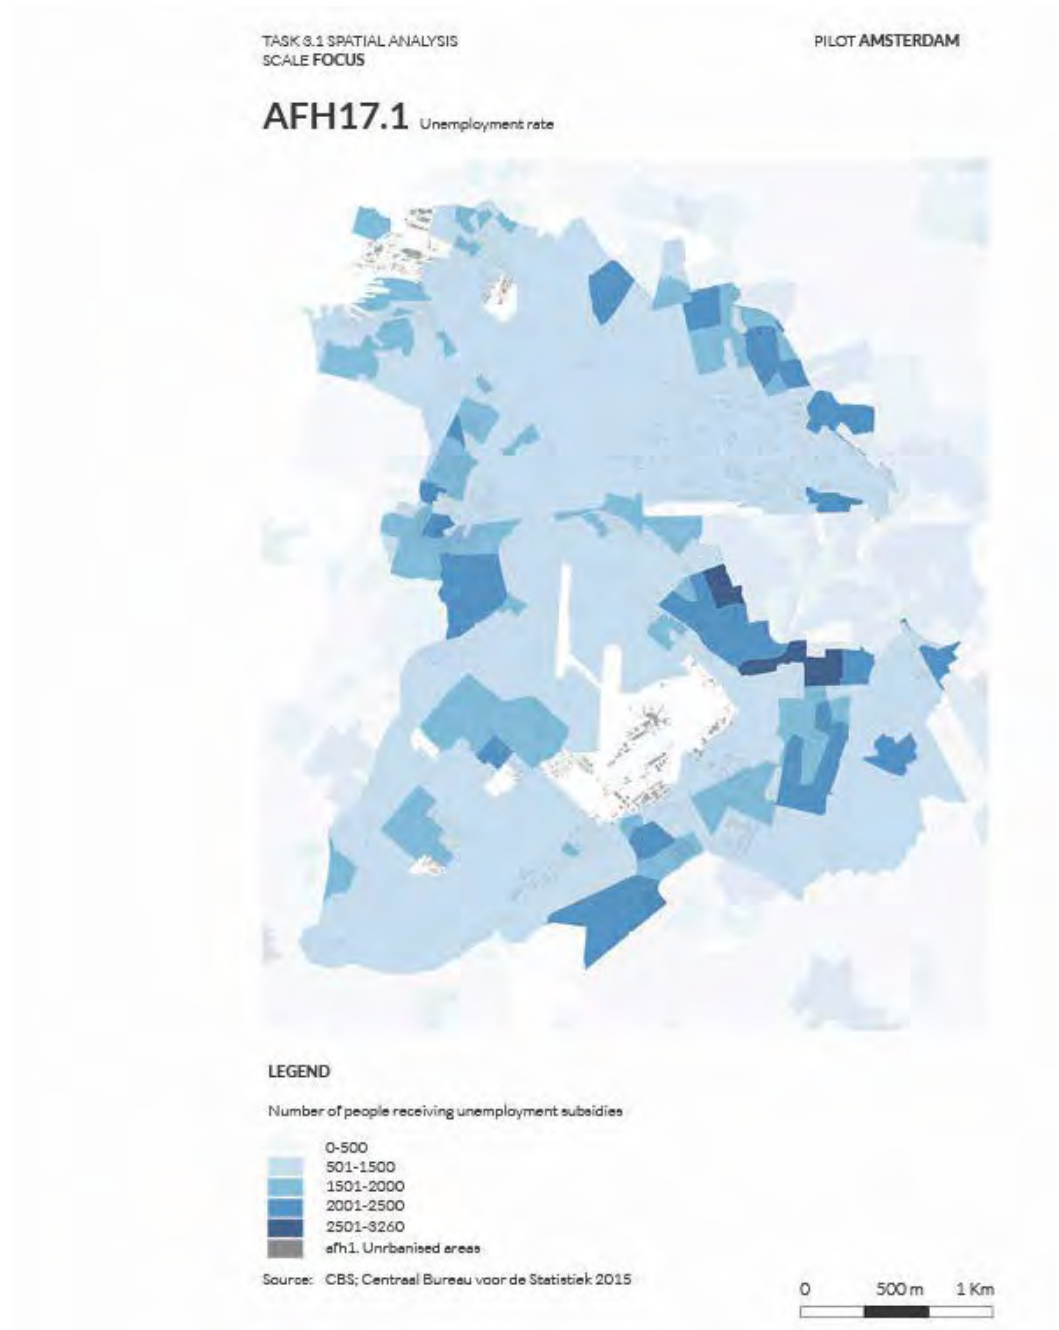 TASK 3.1 SPATIAL ANALYSIS
SCALE FOCUS
PILOT AMSTERDAM
AFH17.1 Unemployment rate
LEGEND
Number of people receiving unemployment subsidies
0-500
501-1500
1501-2000
2001-2500
2501-3260
afh1. Unrbanised areas
Source: CBS; Centraal Bureau voor de Statistiek 2015
0 500 m 1 Km